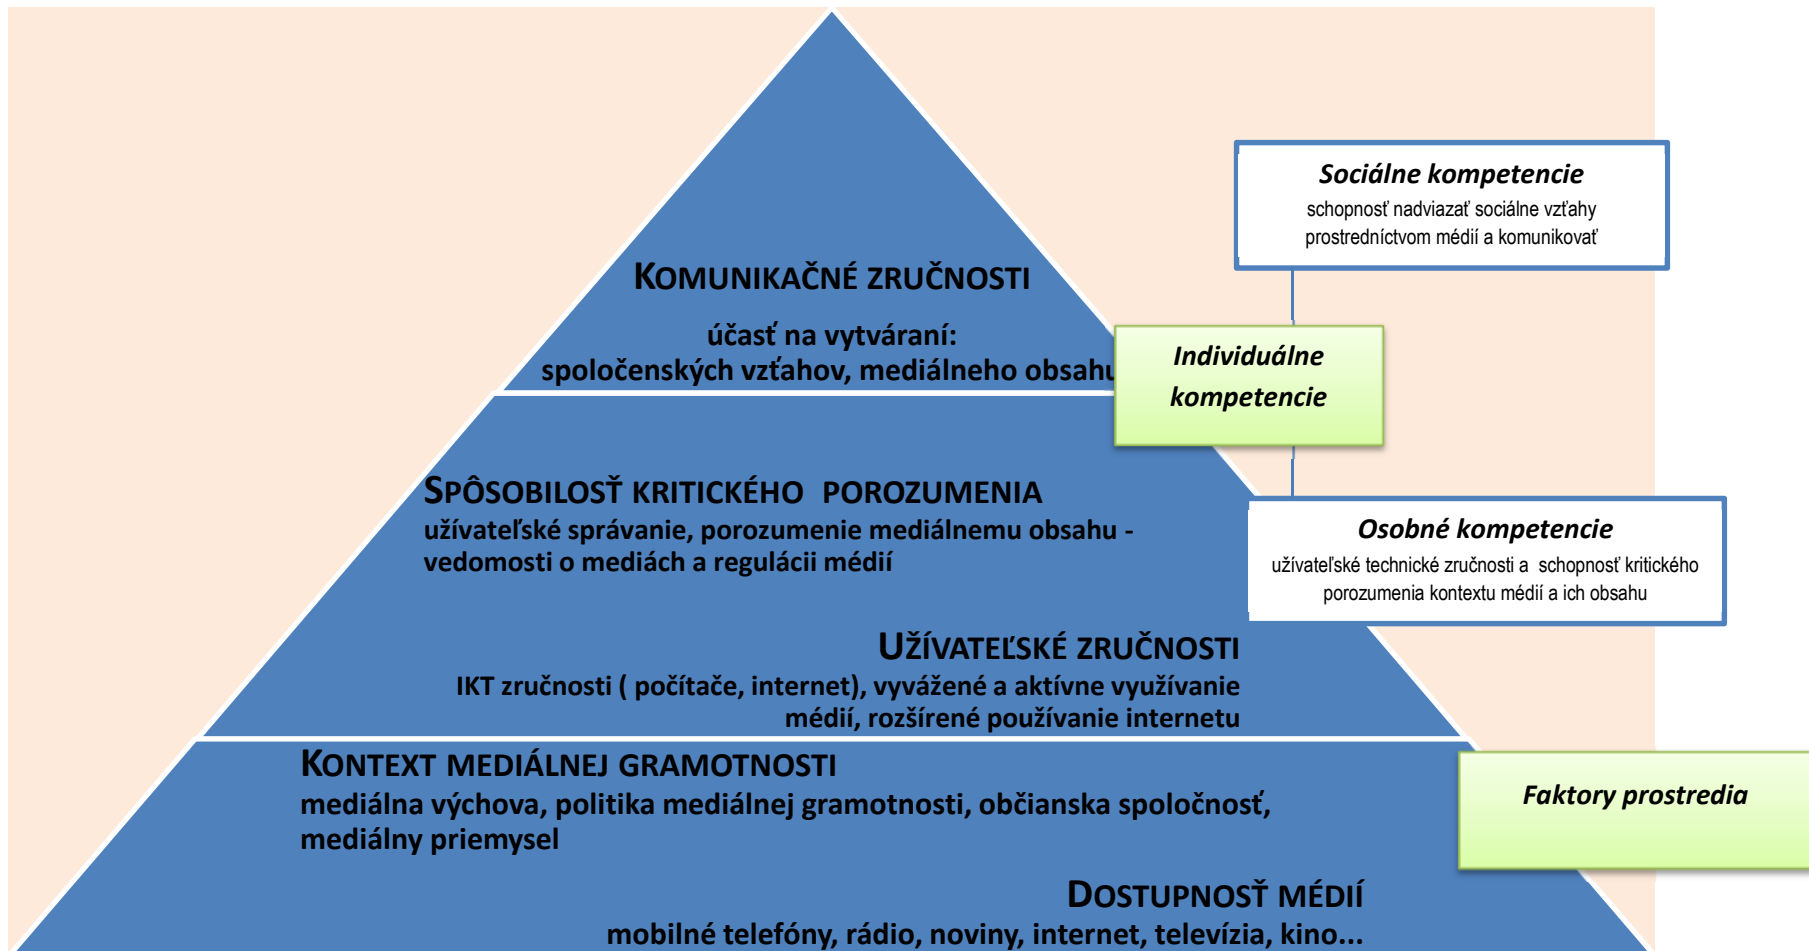 Sociálne kompetencie
schopnosť nadviazať sociálne vzťahy
prostredníctvom médií a komunikovať
KOMUNIKAČNÉ ZRUČNOSTI
účasť na vytváraní:
spoločenských vzťahov, mediálneho obsahu
Individuálne
kompetencie
SPÔSOBILOSŤ KRITICKÉHO POROZUMENIA
užívateľské správanie, porozumenie mediálnemu obsahu -
vedomosti o mediách a regulácii médií
Osobné kompetencie
užívateľské technické zručnosti a schopnosť kritického
porozumenia kontextu médií a ich obsahu
UŽÍVATEĽSKÉ ZRUČNOSTI
IKT zručnosti ( počítače, internet), vyvážené a aktívne využívanie
médií, rozšírené používanie internetu
KONTEXT MEDIÁLNEJ GRAMOTNOSTI
mediálna výchova, politika mediálnej gramotnosti, občianska spoločnosť,
mediálny priemysel
Faktory prostredia
DOSTUPNOSŤ MÉDIÍ
mobilné telefóny, rádio, noviny, internet, televízia, kino...